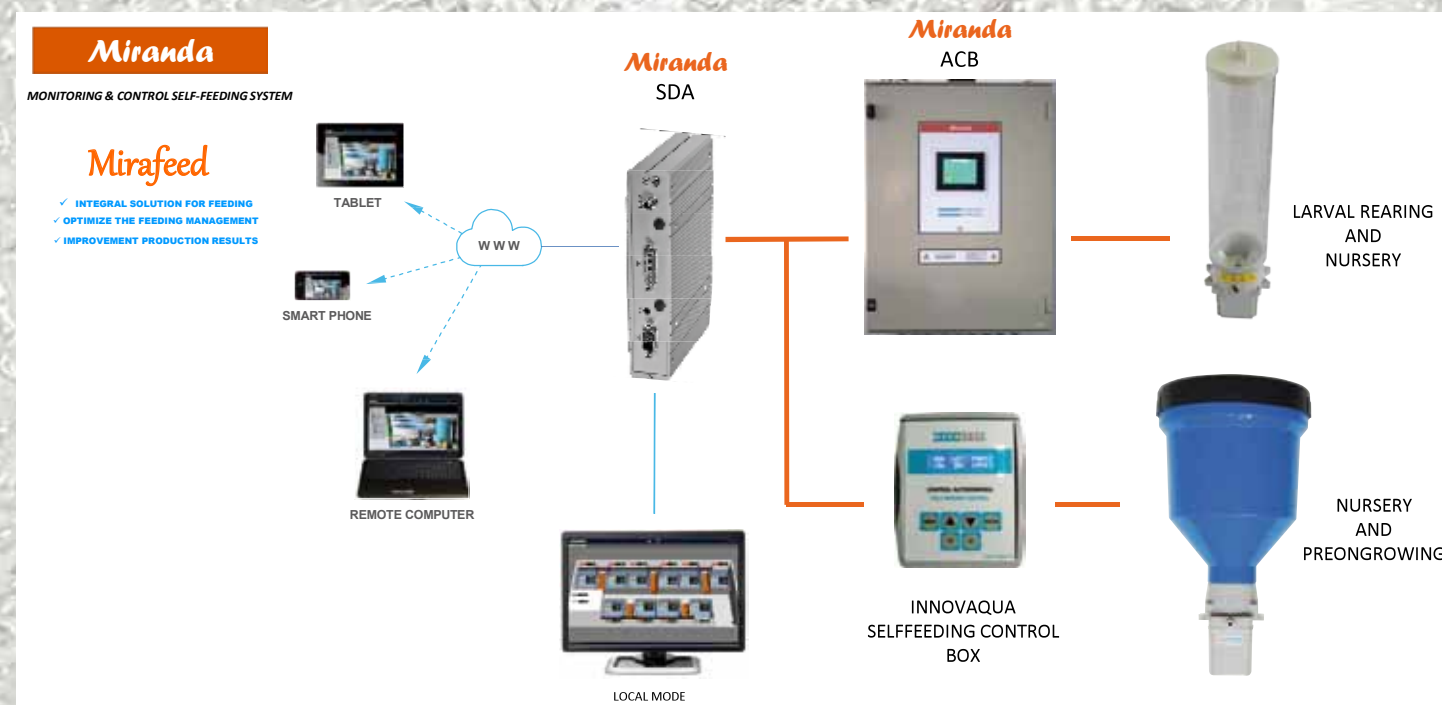 Miranda
MONITORING & CONTROL SELF-FEEDING SYSTEM
Mirafeed
✓ INTEGRAL SOLUTION FOR FEEDING
✓ OPTIMIZE THE FEEDING MANAGEMENT
✓ IMPROVEMENT PRODUCTION RESULTS
TABLET
SMART PHONE
REMOTE COMPUTER
W W W
Miranda
SDA
LOCAL MODE
Miranda
ACB
INNOVAQUA
SELFFEEDING CONTROL
BOX
LARVAL REARING
AND
NURSERY
NURSERY
AND
PREONGROWING